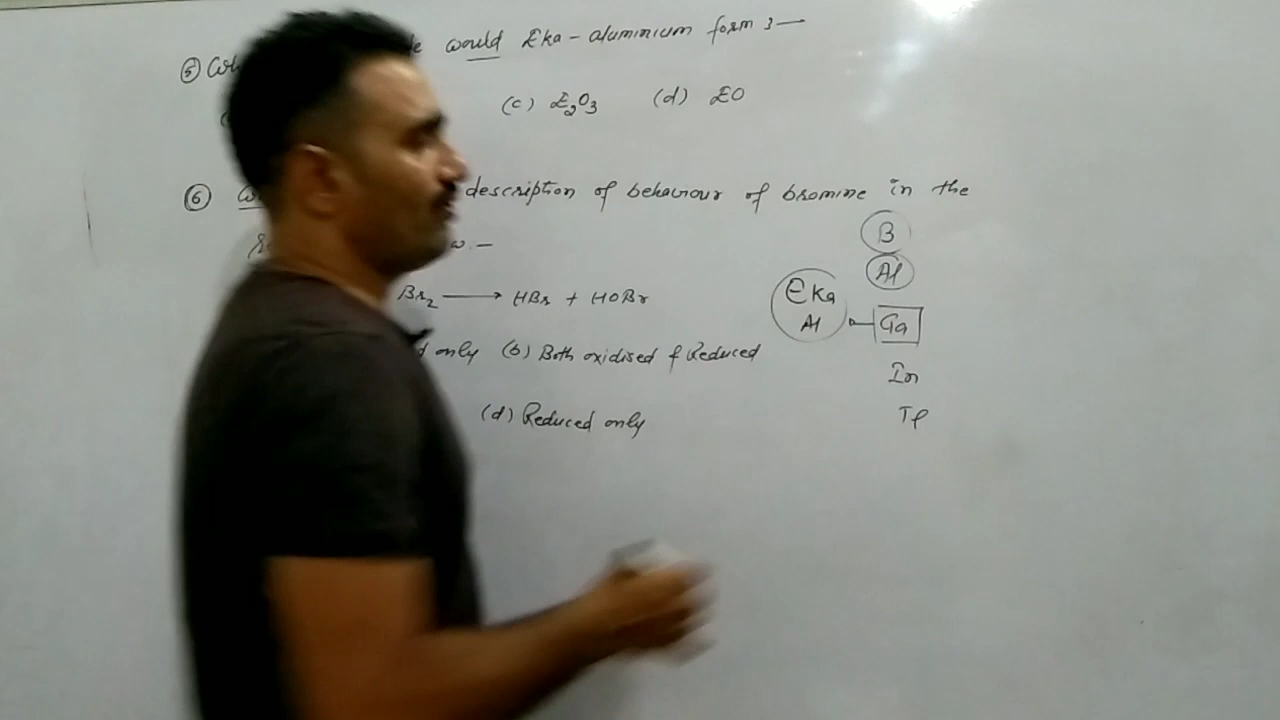 ⑤ would Eka-aluminium form :—
(c) E₂O₃ (d) EO
⑥ description of behaviour of bromine in the
w. —
Br₂ ⟶ HBr + HOBr
only (b) Both oxidised & Reduced
(d) Reduced only
B
Al
Eka
Al
Ga
In
Tl